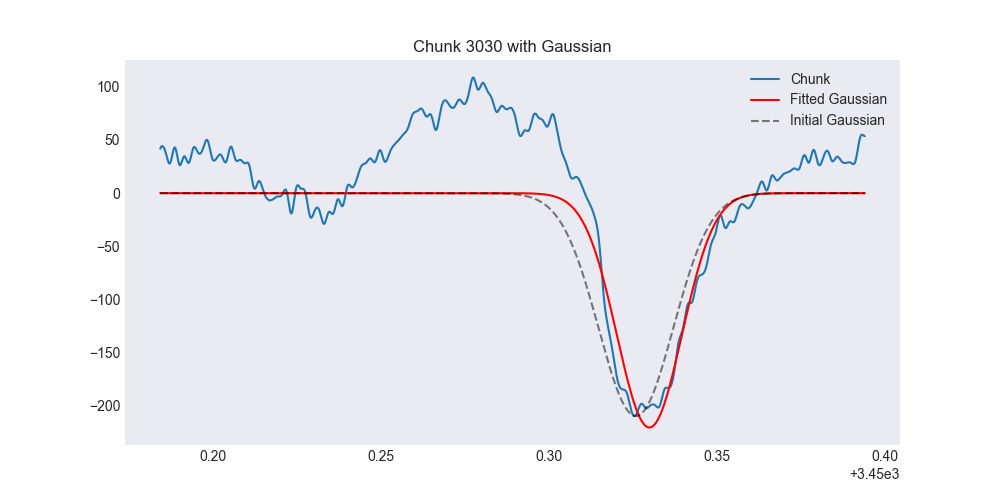 Chunk 3030 with Gaussian
Chunk
Fitted Gaussian
Initial Gaussian
100
50
0
−50
−100
−150
−200
0.20 0.25 0.30 0.35 0.40
+3.45e3